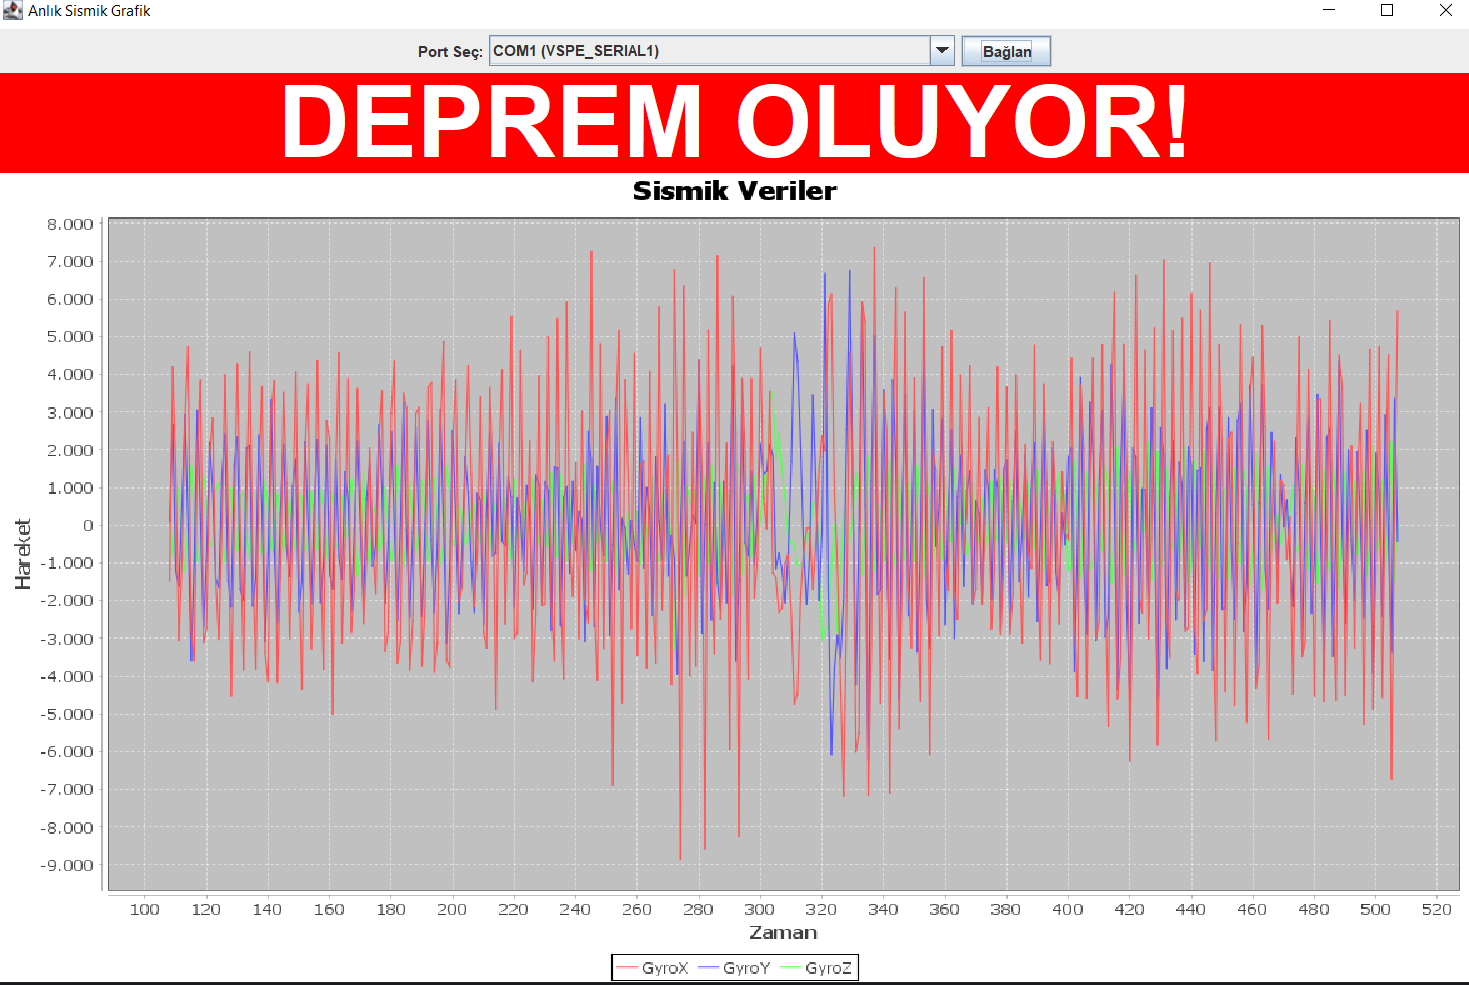 Anlık Sismik Grafik
Port Seç: COM1 (VSPE_SERIAL1) Bağlan
DEPREM OLUYOR!
Sismik Veriler
8.000
7.000
6.000
5.000
4.000
3.000
2.000
1.000
0
-1.000
-2.000
-3.000
-4.000
-5.000
-6.000
-7.000
-8.000
-9.000
Hareket
100 120 140 160 180 200 220 240 260 280 300 320 340 360 380 400 420 440 460 480 500 520
Zaman
GyroX GyroY GyroZ